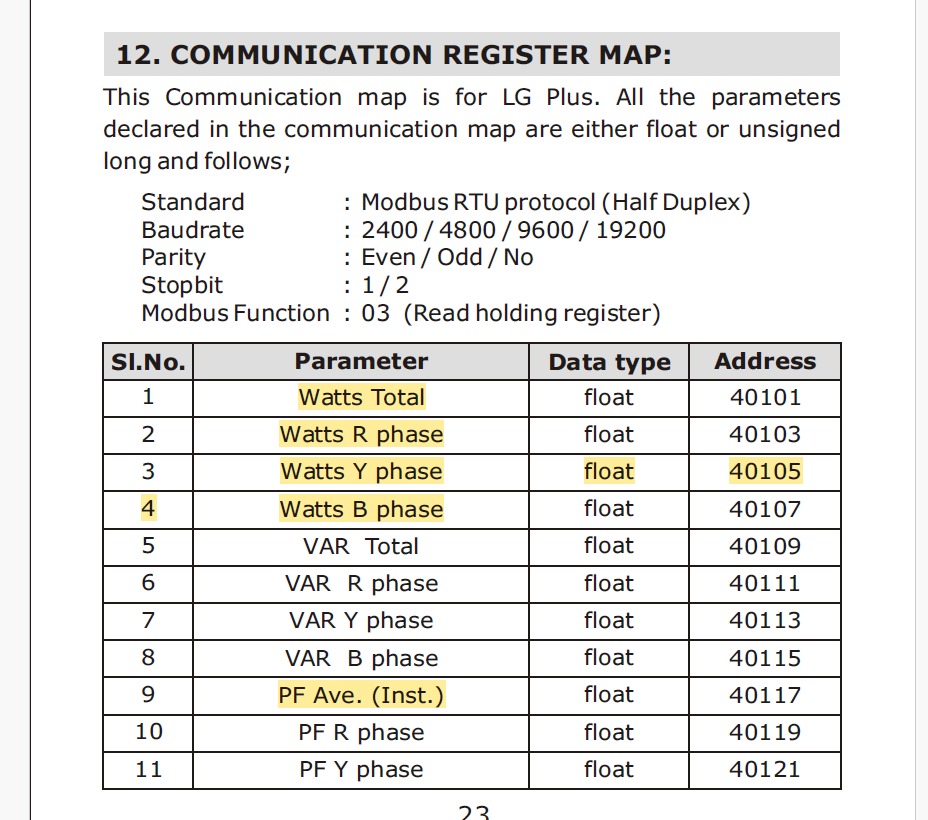 12. COMMUNICATION REGISTER MAP:
This Communication map is for LG Plus. All the parameters
declared in the communication map are either float or unsigned
long and follows;
Standard : Modbus RTU protocol (Half Duplex)
Baudrate : 2400 / 4800 / 9600 / 19200
Parity : Even / Odd / No
Stopbit : 1 / 2
Modbus Function : 03 (Read holding register)
Sl.No. Parameter Data type Address
1 Watts Total float 40101
2 Watts R phase float 40103
3 Watts Y phase float 40105
4 Watts B phase float 40107
5 VAR Total float 40109
6 VAR R phase float 40111
7 VAR Y phase float 40113
8 VAR B phase float 40115
9 PF Ave. (Inst.) float 40117
10 PF R phase float 40119
11 PF Y phase float 40121
23